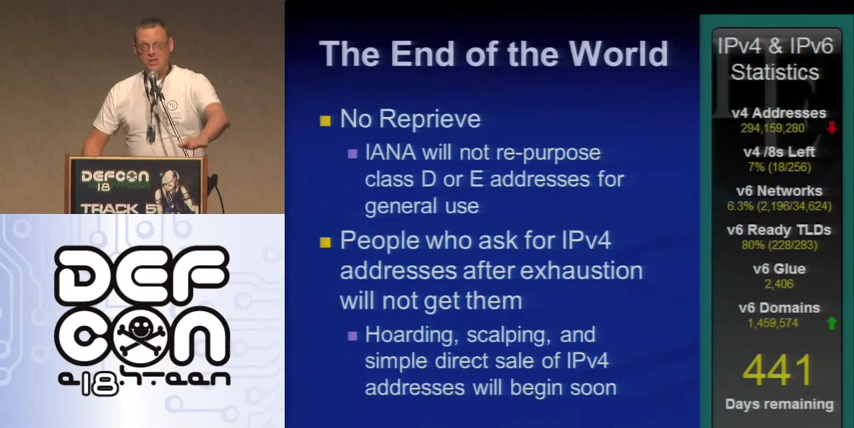 DEFCON
18
TRACK 5
DEF
CON
e18hteen
The End of the World
No Reprieve
IANA will not re-purpose
class D or E addresses for
general use
People who ask for IPv4
addresses after exhaustion
will not get them
Hoarding, scalping, and
simple direct sale of IPv4
addresses will begin soon
IPv4 & IPv6
Statistics
v4 Addresses
294,159,280
v4 /8s Left
7% (18/256)
v6 Networks
6.3% (2,196/34,624)
v6 Ready TLDs
80% (228/283)
v6 Glue
2,406
v6 Domains
1,459,574
441
Days remaining